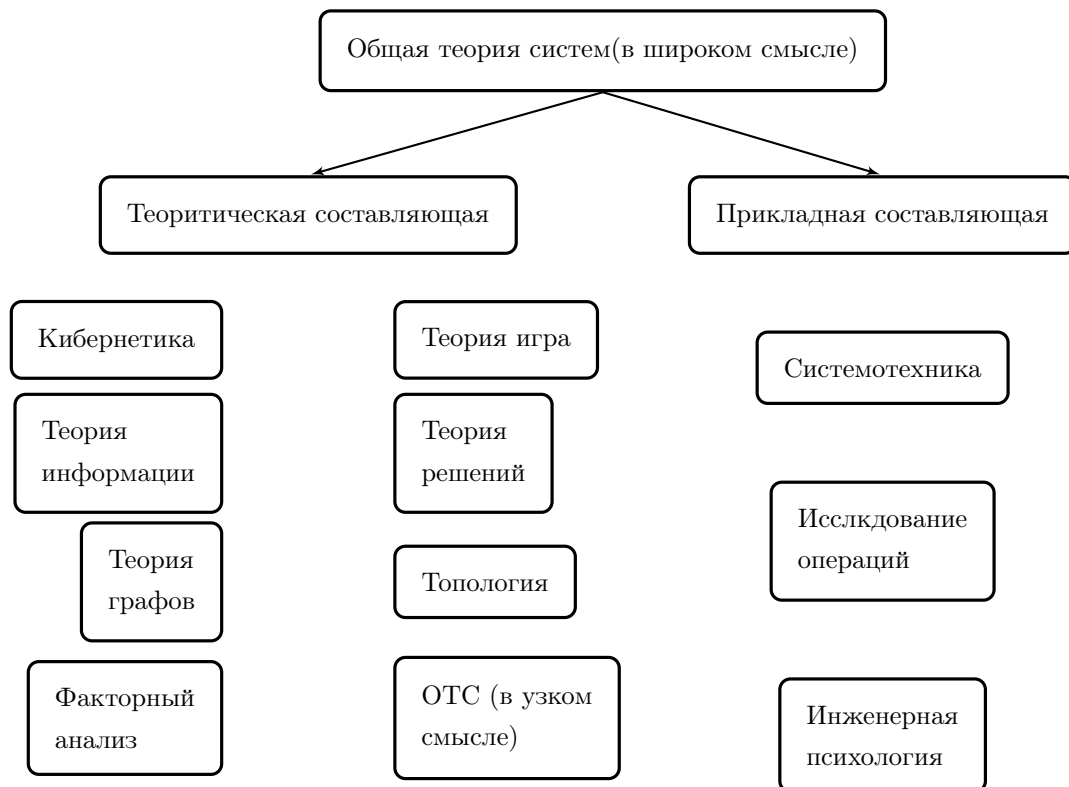 Общая теория систем(в широком смысле)
Теоритическая составляющая
Прикладная составляющая
Кибернетика
Теория
информации
Теория
графов
Факторный
анализ
Теория игра
Теория
решений
Топология
ОТС (в узком
смысле)
Системотехника
Исслкдование
операций
Инженерная
психология